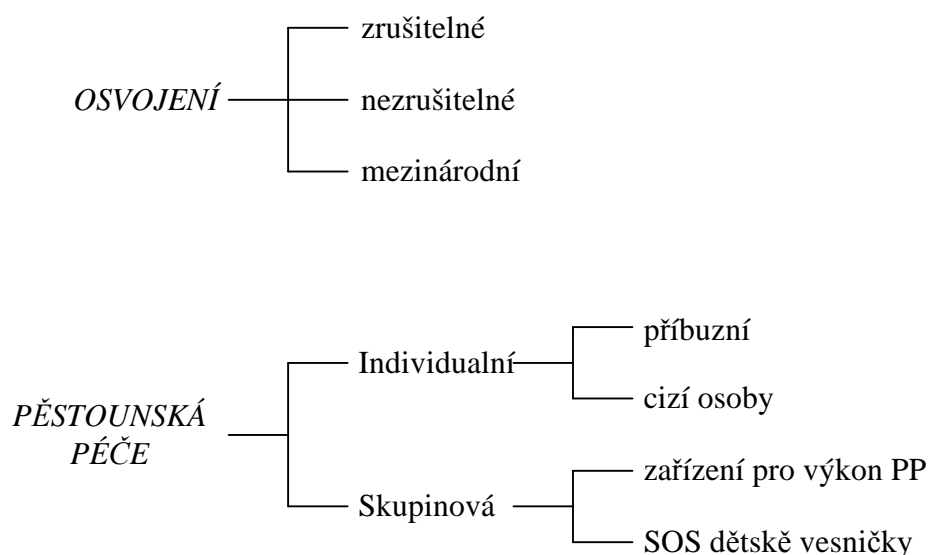 zrušitelné
OSVOJENÍ
nezrušitelné
mezinárodní
příbuzní
Individualní
cizí osoby
PĚSTOUNSKÁ
PÉČE
zařízení pro výkon PP
Skupinová
SOS dětskě vesničky